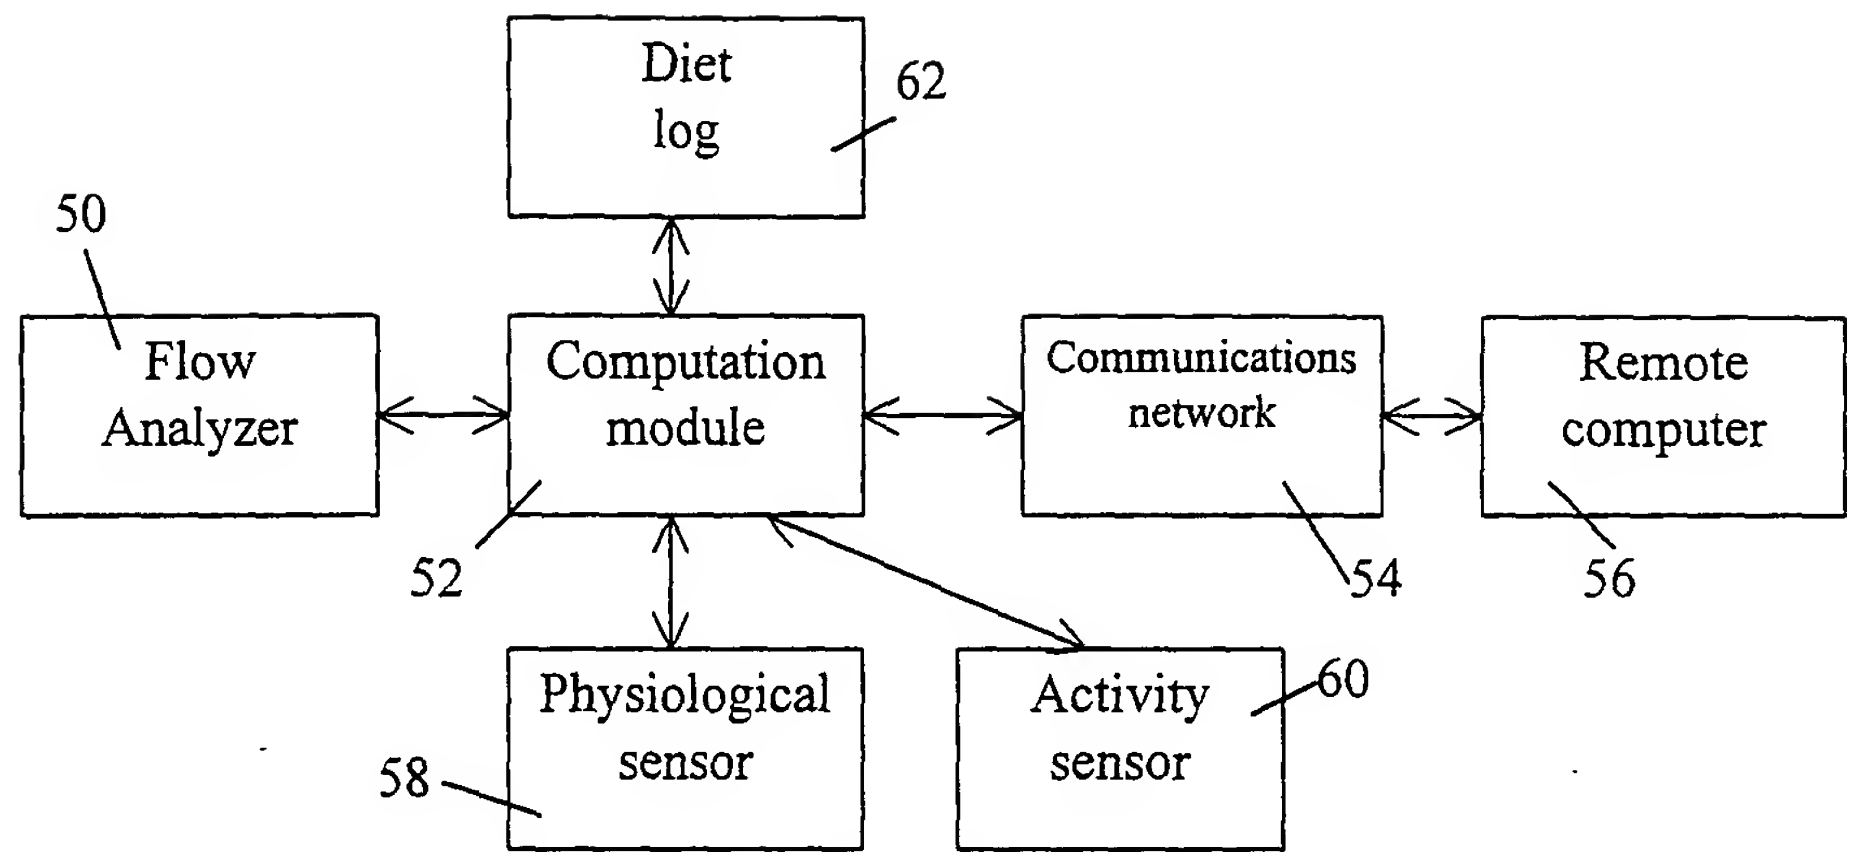 Diet
log
62
50
Flow
Analyzer
Computation
module
52
Communications
network
54
Remote
computer
56
Physiological
sensor
58
Activity
sensor
60